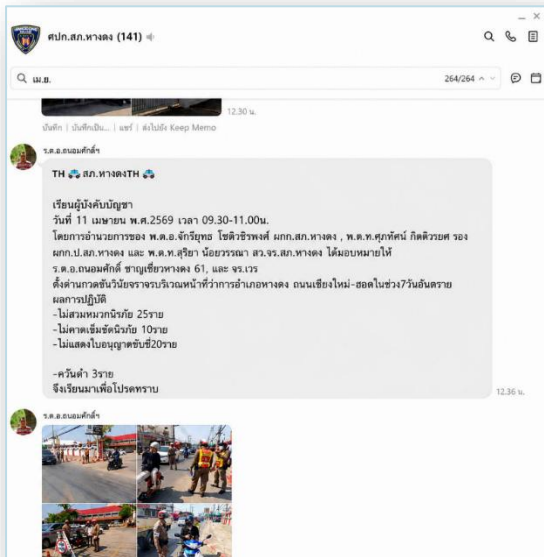 ศปก.สภ.หางดง (141)
เม.ย.
264/264
12.30 น.
บันทึก | บันทึกเป็น... | แชร์ | ส่งไปยัง Keep Memo
ร.ต.อ.ถนอมศักดิ์ฯ
TH 🚓 สภ.หางดงTH 🚓
เรียนผู้บังคับบัญชา
วันที่ 11 เมษายน พ.ศ.2569 เวลา 09.30-11.00น.
โดยการอำนวยการของ พ.ต.อ.จักรียุทธ โชติวชิรพงศ์ ผกก.สภ.หางดง , พ.ต.ท.ศุภทัศน์ กิตติวรยศ รอง
ผกก.ป.สภ.หางดง และ พ.ต.ท.สุริยา น้อยวรรณา สว.จร.สภ.หางดง ได้มอบหมายให้
ร.ต.อ.ถนอมศักดิ์ ชาญเชี่ยวหางดง 61, และ จร.เวร
ตั้งด่านกวดขันวินัยจราจรบริเวณหน้าที่ว่าการอำเภอหางดง ถนนเชียงใหม่-ฮอดในช่วง7วันอันตราย
ผลการปฏิบัติ
-ไม่สวมหมวกนิรภัย 25ราย
-ไม่คาดเข็มขัดนิรภัย 10ราย
-ไม่แสดงใบอนุญาตขับขี่20ราย
-ควันดำ 3ราย
จึงเรียนมาเพื่อโปรดทราบ
12.36 น.
ร.ต.อ.ถนอมศักดิ์ฯ